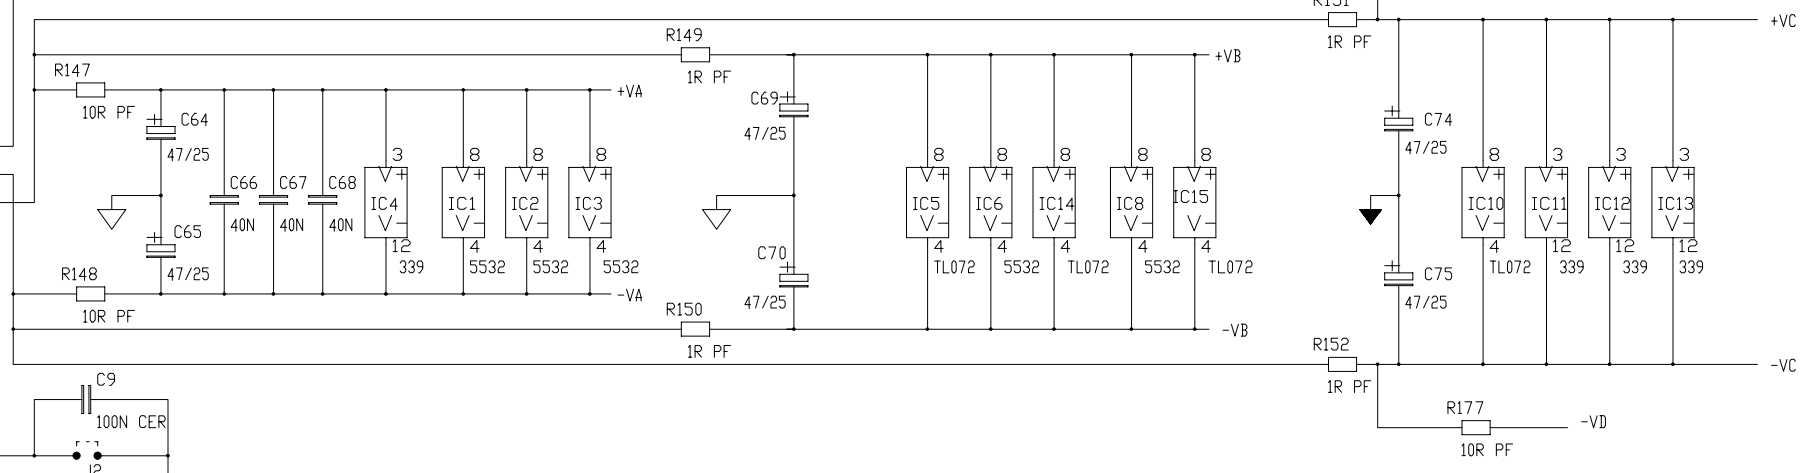 R151
+VC
R149
1R PF
+VB
R147
1R PF
+VA
10R PF
C69
C64
C74
47/25
47/25
47/25
3
8
8
8
8
8
8
8
8
8
3
3
3
C66
C67
C68
IC4
IC1
IC2
IC3
IC5
IC6
IC14
IC8
IC15
IC10
IC11
IC12
IC13
40N
40N
40N
C65
12
4
4
4
4
4
4
4
4
4
12
12
12
C70
47/25
339
5532
5532
5532
TL072
5532
TL072
5532
TL072
C75
TL072
339
339
339
R148
-VA
47/25
47/25
10R PF
R150
-VB
1R PF
R152
-VC
C9
1R PF
100N CER
R177
-VD
10R PF
J2